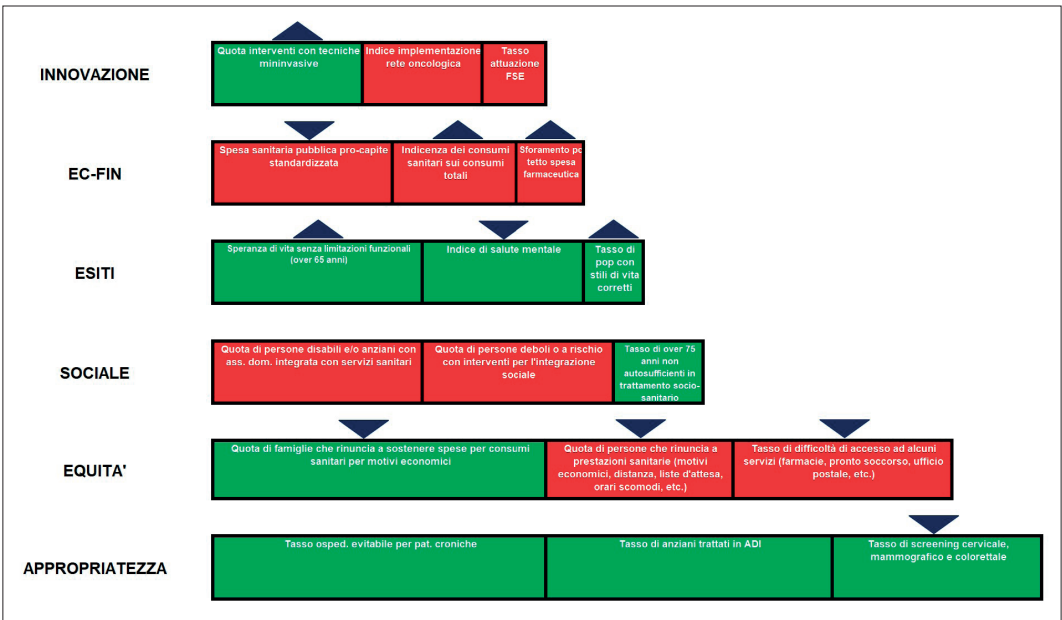 INNOVAZIONE
Quota interventi con tecniche
mininvasive
Indice implementazione
rete oncologica
Tasso
attuazione
FSE
EC-FIN
Spesa sanitaria pubblica pro-capite
standardizzata
Indicenza dei consumi
sanitari sui consumi
totali
Sforamento pc
tetto spesa
farmaceutica
ESITI
Speranza di vita senza limitazioni funzionali
(over 65 anni)
Indice di salute mentale
Tasso di
pop con
stili di vita
corretti
SOCIALE
Quota di persone disabili e/o anziani con
ass. dom. integrata con servizi sanitari
Quota di persone deboli o a rischio
con interventi per l'integrazione
sociale
Tasso di over 75
anni non
autosufficienti in
trattamento socio-
sanitario
EQUITA'
Quota di famiglie che rinuncia a sostenere spese per consumi
sanitari per motivi economici
Quota di persone che rinuncia a
prestazioni sanitarie (motivi
economici, distanza, liste d'attesa,
orari scomodi, etc.)
Tasso di difficoltà di accesso ad alcuni
servizi (farmacie, pronto soccorso, ufficio
postale, etc.)
APPROPRIATEZZA
Tasso osped. evitabile per pat. croniche
Tasso di anziani trattati in ADI
Tasso di screening cervicale,
mammografico e colorettale